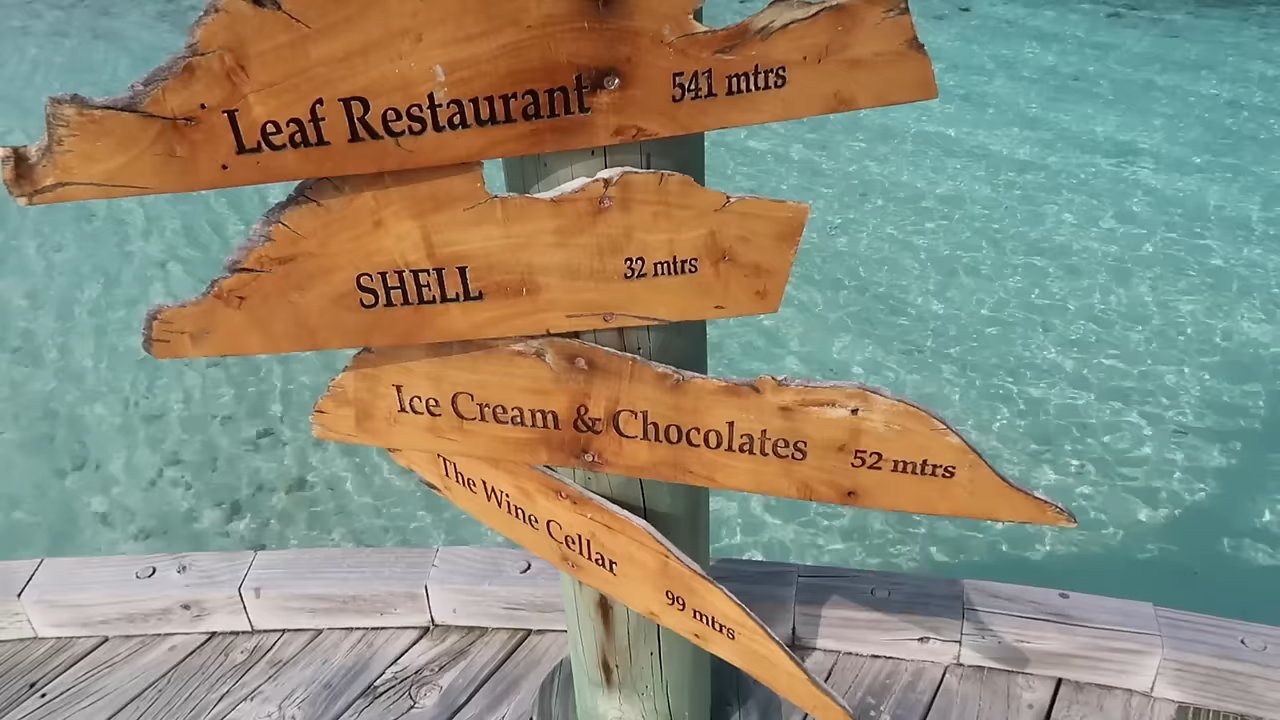 Leaf Restaurant 541 mtrs
SHELL 32 mtrs
Ice Cream & Chocolates 52 mtrs
The Wine Cellar 99 mtrs